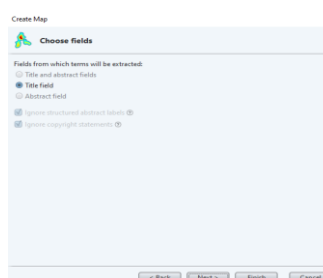 Create Map
Choose fields
Fields from which terms will be extracted:
Title and abstract fields
Title field
Abstract field
Ignore structured abstract labels
Ignore copyright statements
< Back
Next >
Finish
Cancel